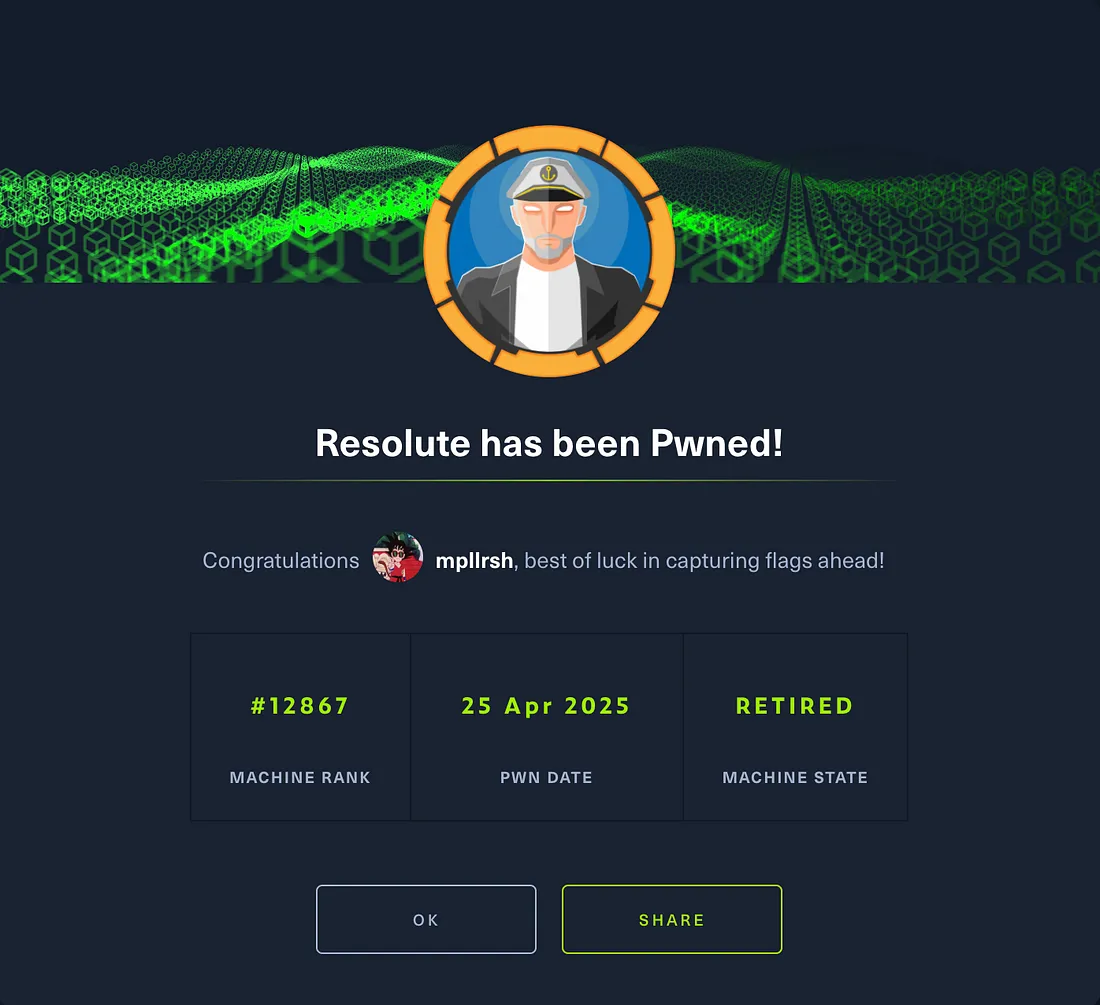 Resolute has been Pwned!
Congratulations mpllrsh, best of luck in capturing flags ahead!
#12867 25 Apr 2025 RETIRED
MACHINE RANK PWN DATE MACHINE STATE
OK SHARE